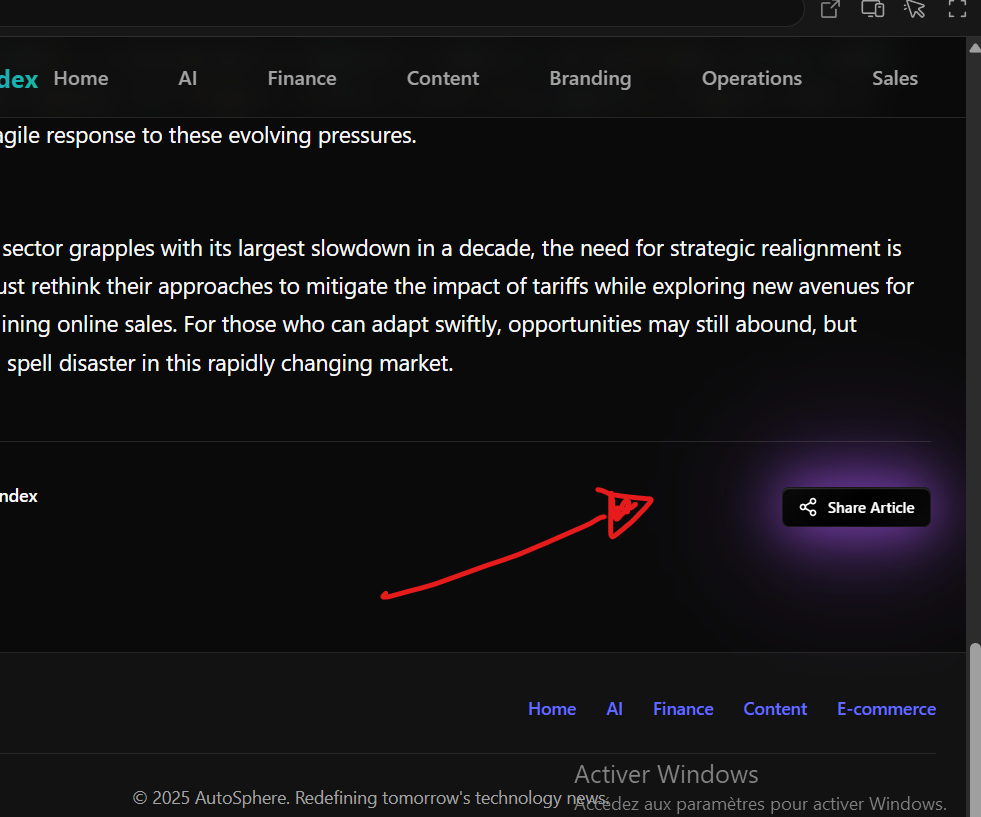 dex Home AI Finance Content Branding Operations Sales
agile response to these evolving pressures.
sector grapples with its largest slowdown in a decade, the need for strategic realignment is
ust rethink their approaches to mitigate the impact of tariffs while exploring new avenues for
ining online sales. For those who can adapt swiftly, opportunities may still abound, but
spell disaster in this rapidly changing market.
ndex
Share Article
Home AI Finance Content E-commerce
Activer Windows
© 2025 AutoSphere. Redefining tomorrow's technology news.
Accédez aux paramètres pour activer Windows.